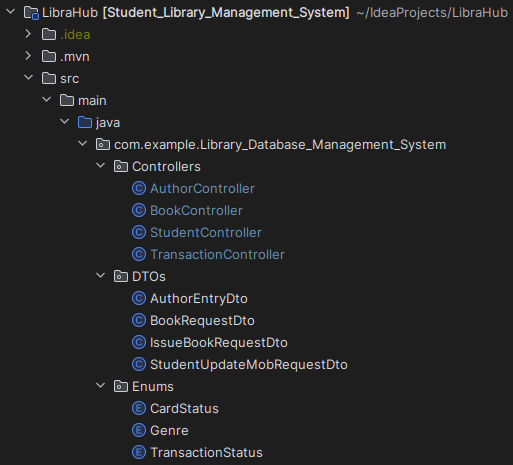 LibraHub [Student_Library_Management_System] ~/IdeaProjects/LibraHub
.idea
.mvn
src
main
java
com.example.Library_Database_Management_System
Controllers
C AuthorController
C BookController
C StudentController
C TransactionController
DTOs
C AuthorEntryDto
C BookRequestDto
C IssueBookRequestDto
C StudentUpdateMobRequestDto
Enums
E CardStatus
E Genre
E TransactionStatus